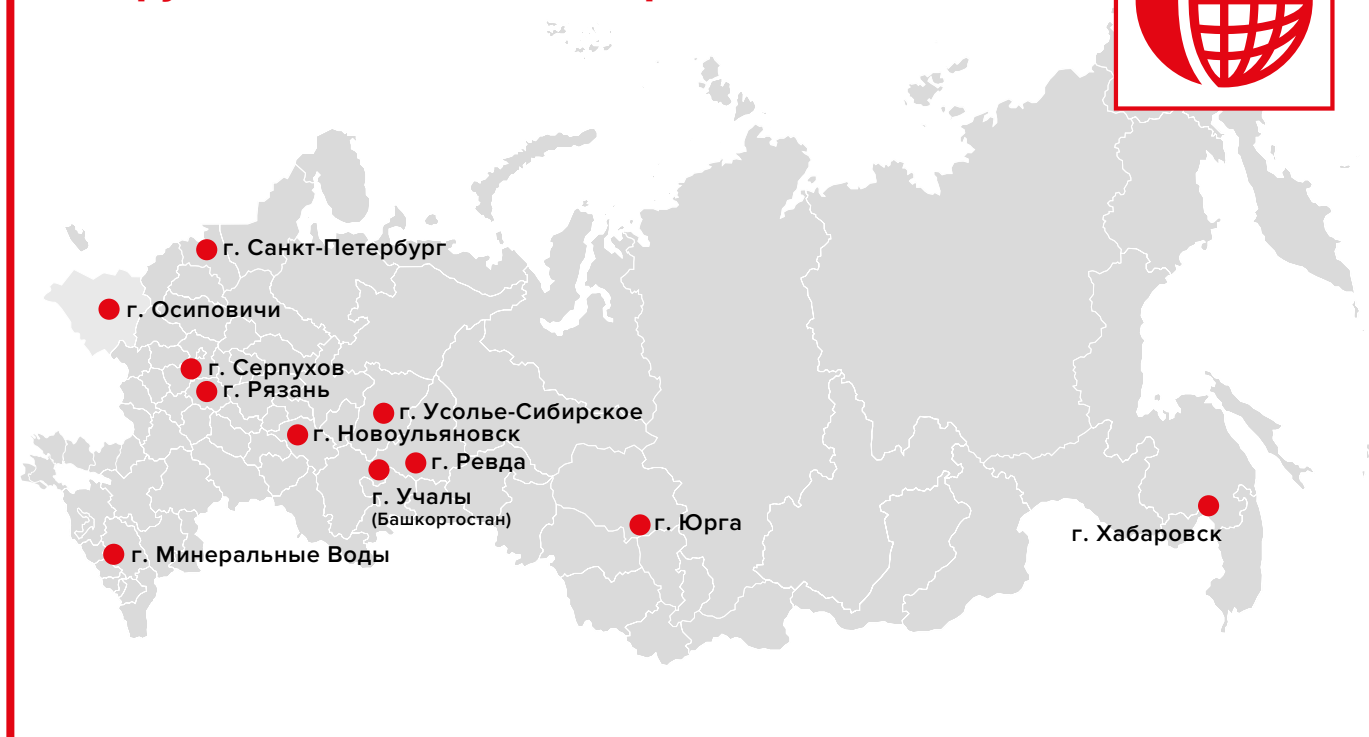 г. Санкт-Петербург
г. Осиповичи
г. Серпухов
г. Рязань
г. Усолье-Сибирское
г. Новоульяновск
г. Ревда
г. Учалы
(Башкортостан)
г. Юрга
г. Хабаровск
г. Минеральные Воды